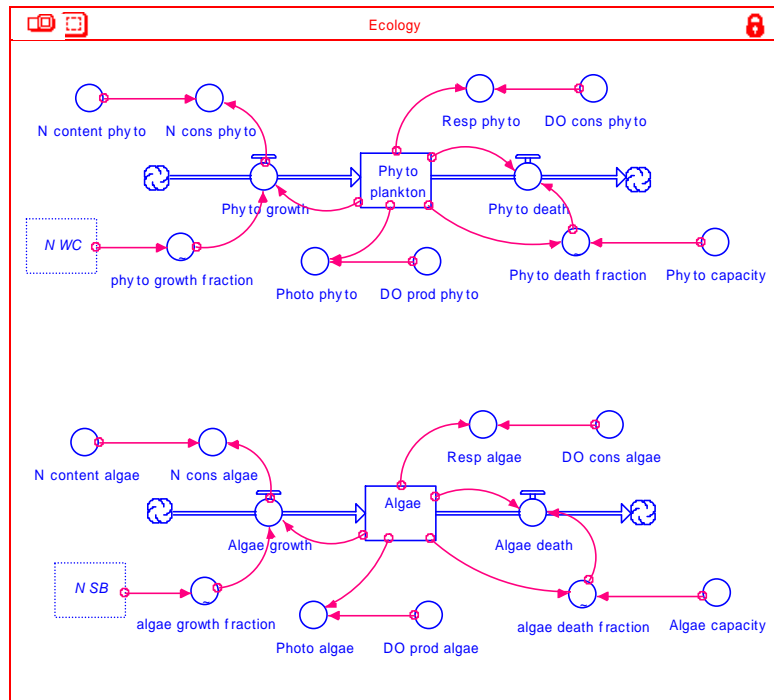 Ecology
Resp phyto
DO cons phyto
N content phyto
N cons phyto
Phyto
plankton
Phyto growth
Phyto death
N WC
phyto growth fraction
Phyto death fraction
Phyto capacity
Photo phyto
DO prod phyto
N content algae
N cons algae
Resp algae
DO cons algae
Algae
Algae growth
Algae death
N SB
algae growth fraction
algae death fraction
Algae capacity
Photo algae
DO prod algae